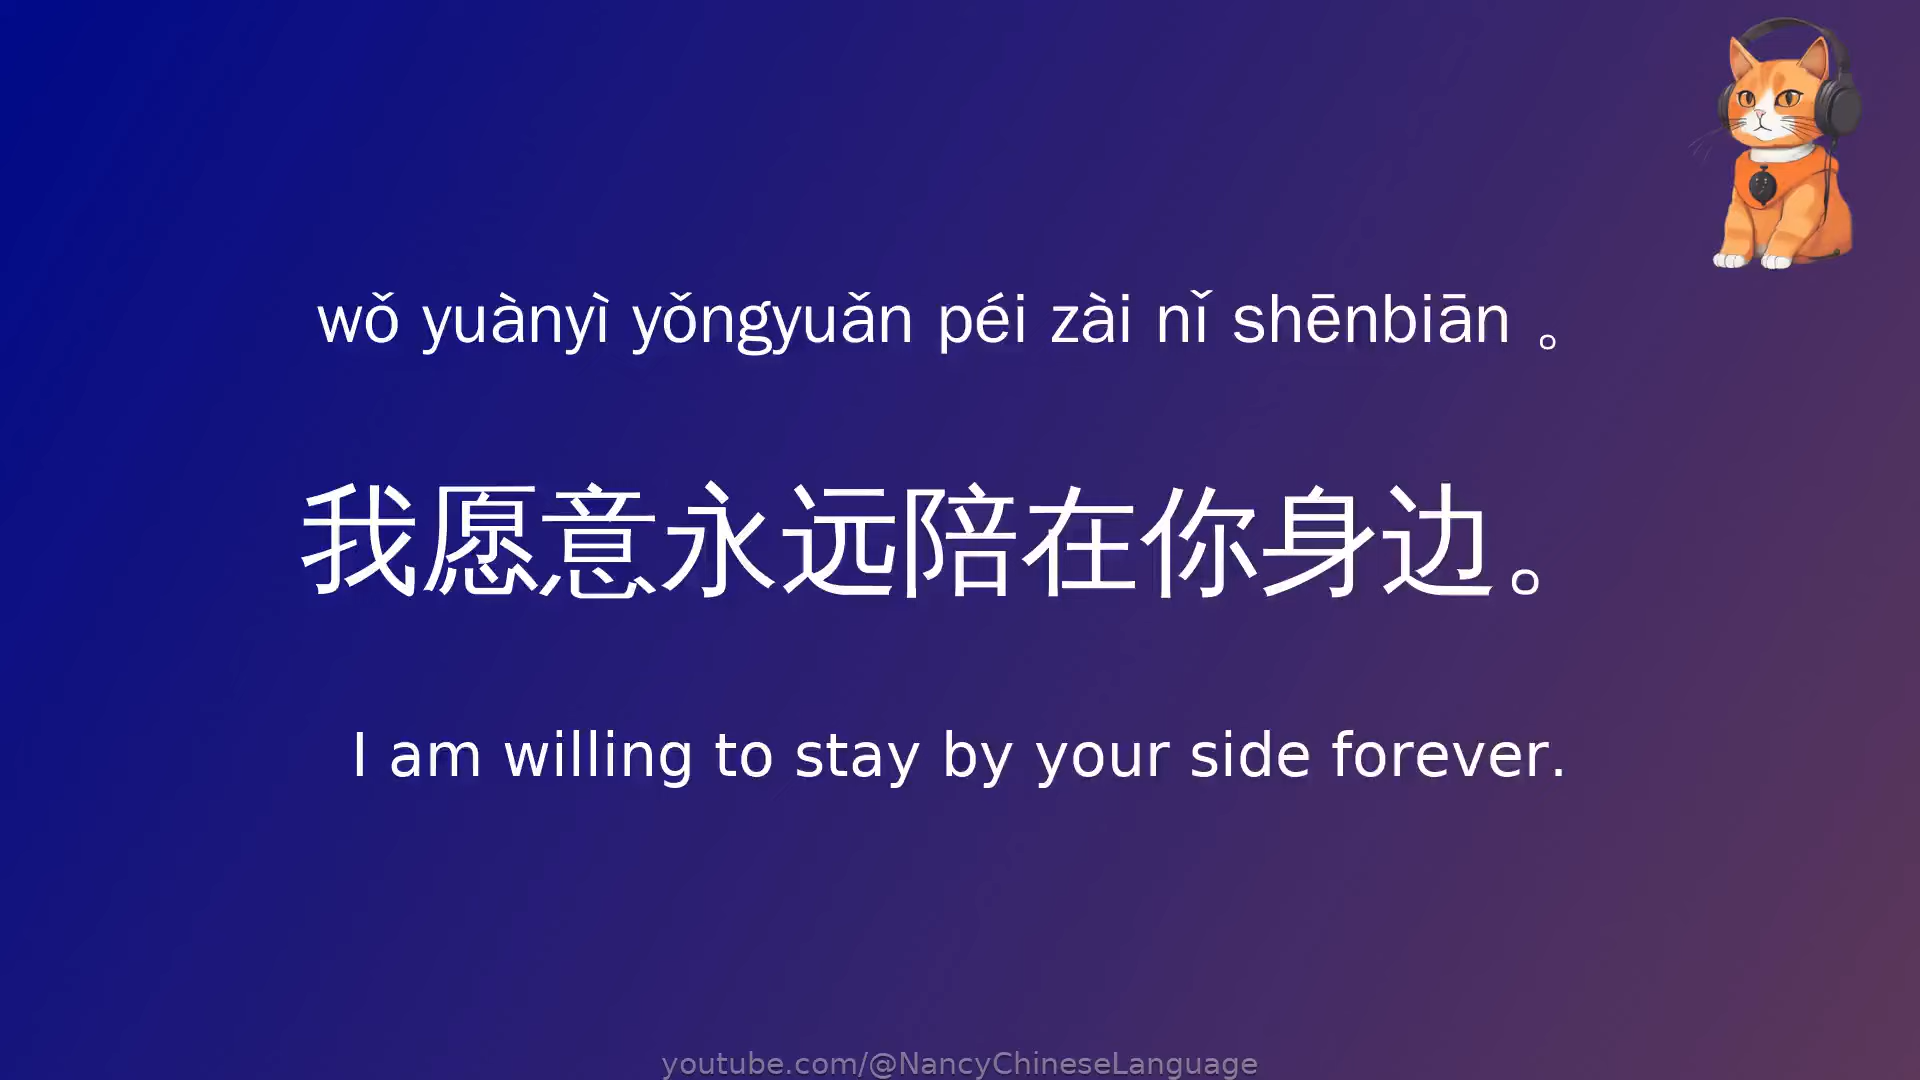 wǒ yuànyì yǒngyuǎn péi zài nǐ shēnbiān 。
我愿意永远陪在你身边。
I am willing to stay by your side forever.
youtube.com/@NancyChineseLanguage